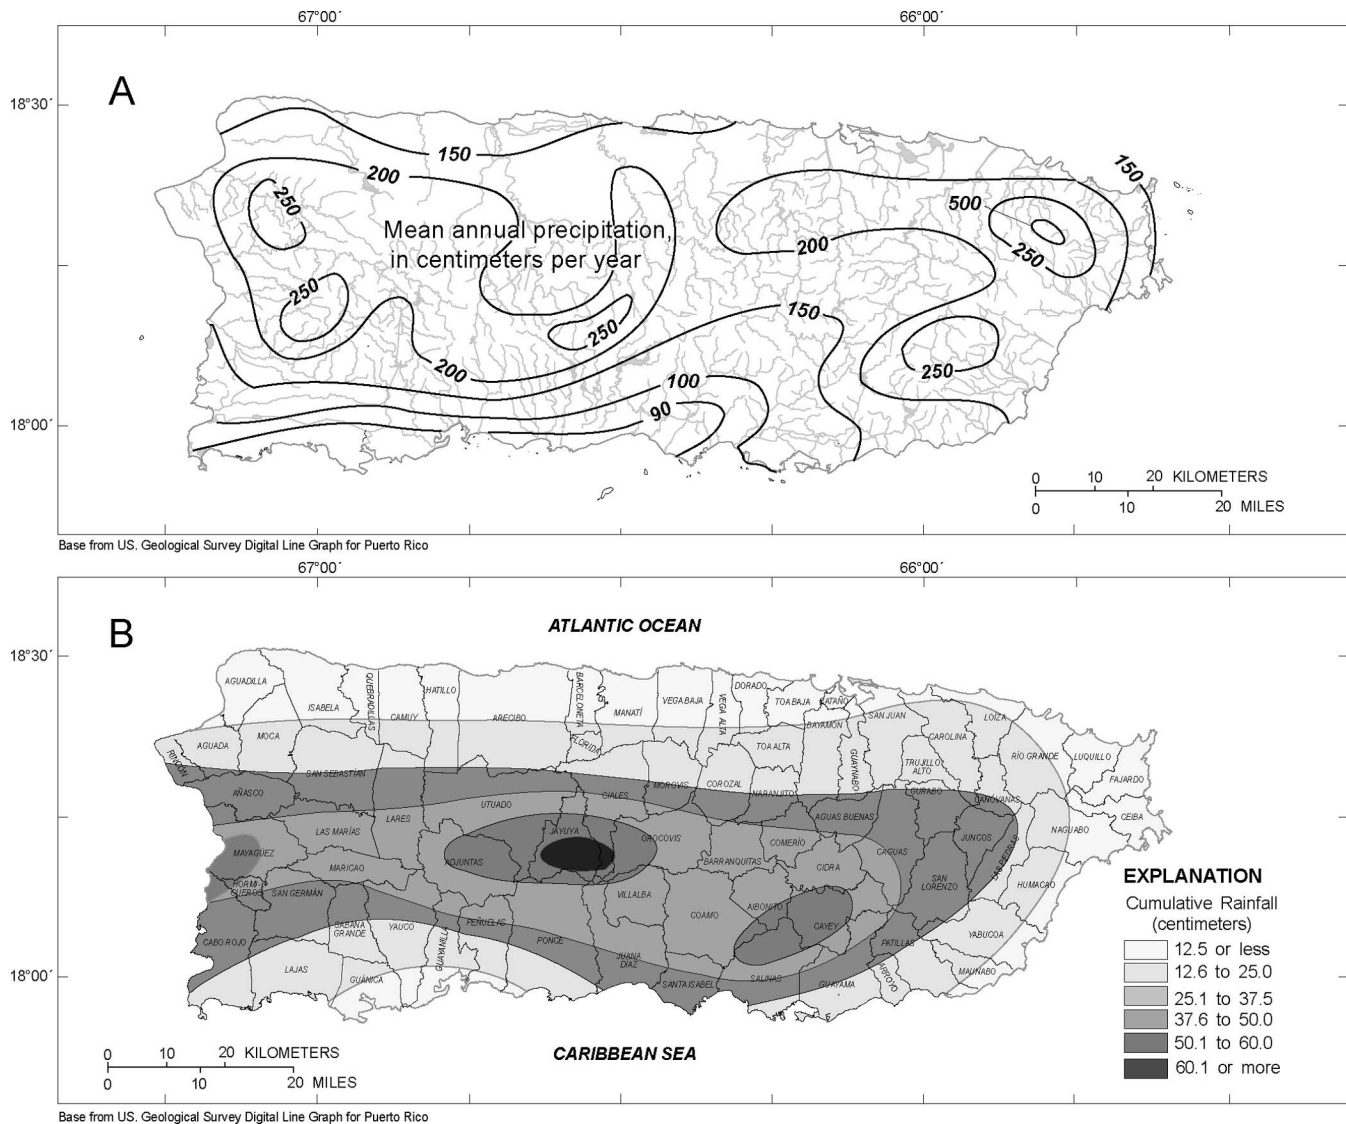 67°00´
66°00´
A
18°30´
150
200
150
250
500
Mean annual precipitation,
in centimeters per year
200
250
250
150
250
200
250
100
90
18°00´
0 10 20 KILOMETERS
0 10 20 MILES
Base from US. Geological Survey Digital Line Graph for Puerto Rico
67°00´
66°00´
B
ATLANTIC OCEAN
18°30´
AGUADILLA
ISABELA
QUEBRADILLAS
CAMUY
HATILLO
ARECIBO
BARCELONETA
MANATÍ
VEGA BAJA
VEGA ALTA
DORADO
TOA BAJA
CATAÑO
BAYAMÓN
SAN JUAN
LOIZA
AGUADA
MOCA
FLORIDA
TOA ALTA
GUAYNABO
CAROLINA
TRUJILLO
ALTO
RÍO GRANDE
LUQUILLO
FAJARDO
RINCÓN
SAN SEBASTIÁN
AÑASCO
UTUADO
CIALES
MOROVIS
COROZAL
NARANJITO
GURABO
CANÓVANAS
CEIBA
LARES
LAS MARÍAS
JAYUYA
OROCOVIS
AGUAS BUENAS
JUNCOS
NAGUABO
MAYAGÜEZ
MARICAO
ADJUNTAS
BARRANQUITAS
COMERÍO
CIDRA
CAGUAS
SAN
LORENZO
LAS PIEDRAS
HUMACAO
HORMI-
GUEROS
SAN GERMÁN
VILLALBA
COAMO
AIBONITO
CAYEY
CABO ROJO
SABANA
GRANDE
YAUCO
GUAYANILLA
PEÑUELAS
PONCE
JUANA
DÍAZ
PATILLAS
YABUCOA
LAJAS
GUÁNICA
SANTA ISABEL
SALINAS
GUAYAMA
ARROYO
MAUNABO
18°00´
EXPLANATION
Cumulative Rainfall
(centimeters)
12.5 or less
12.6 to 25.0
25.1 to 37.5
37.6 to 50.0
50.1 to 60.0
60.1 or more
CARIBBEAN SEA
0 10 20 KILOMETERS
0 10 20 MILES
Base from US. Geological Survey Digital Line Graph for Puerto Rico